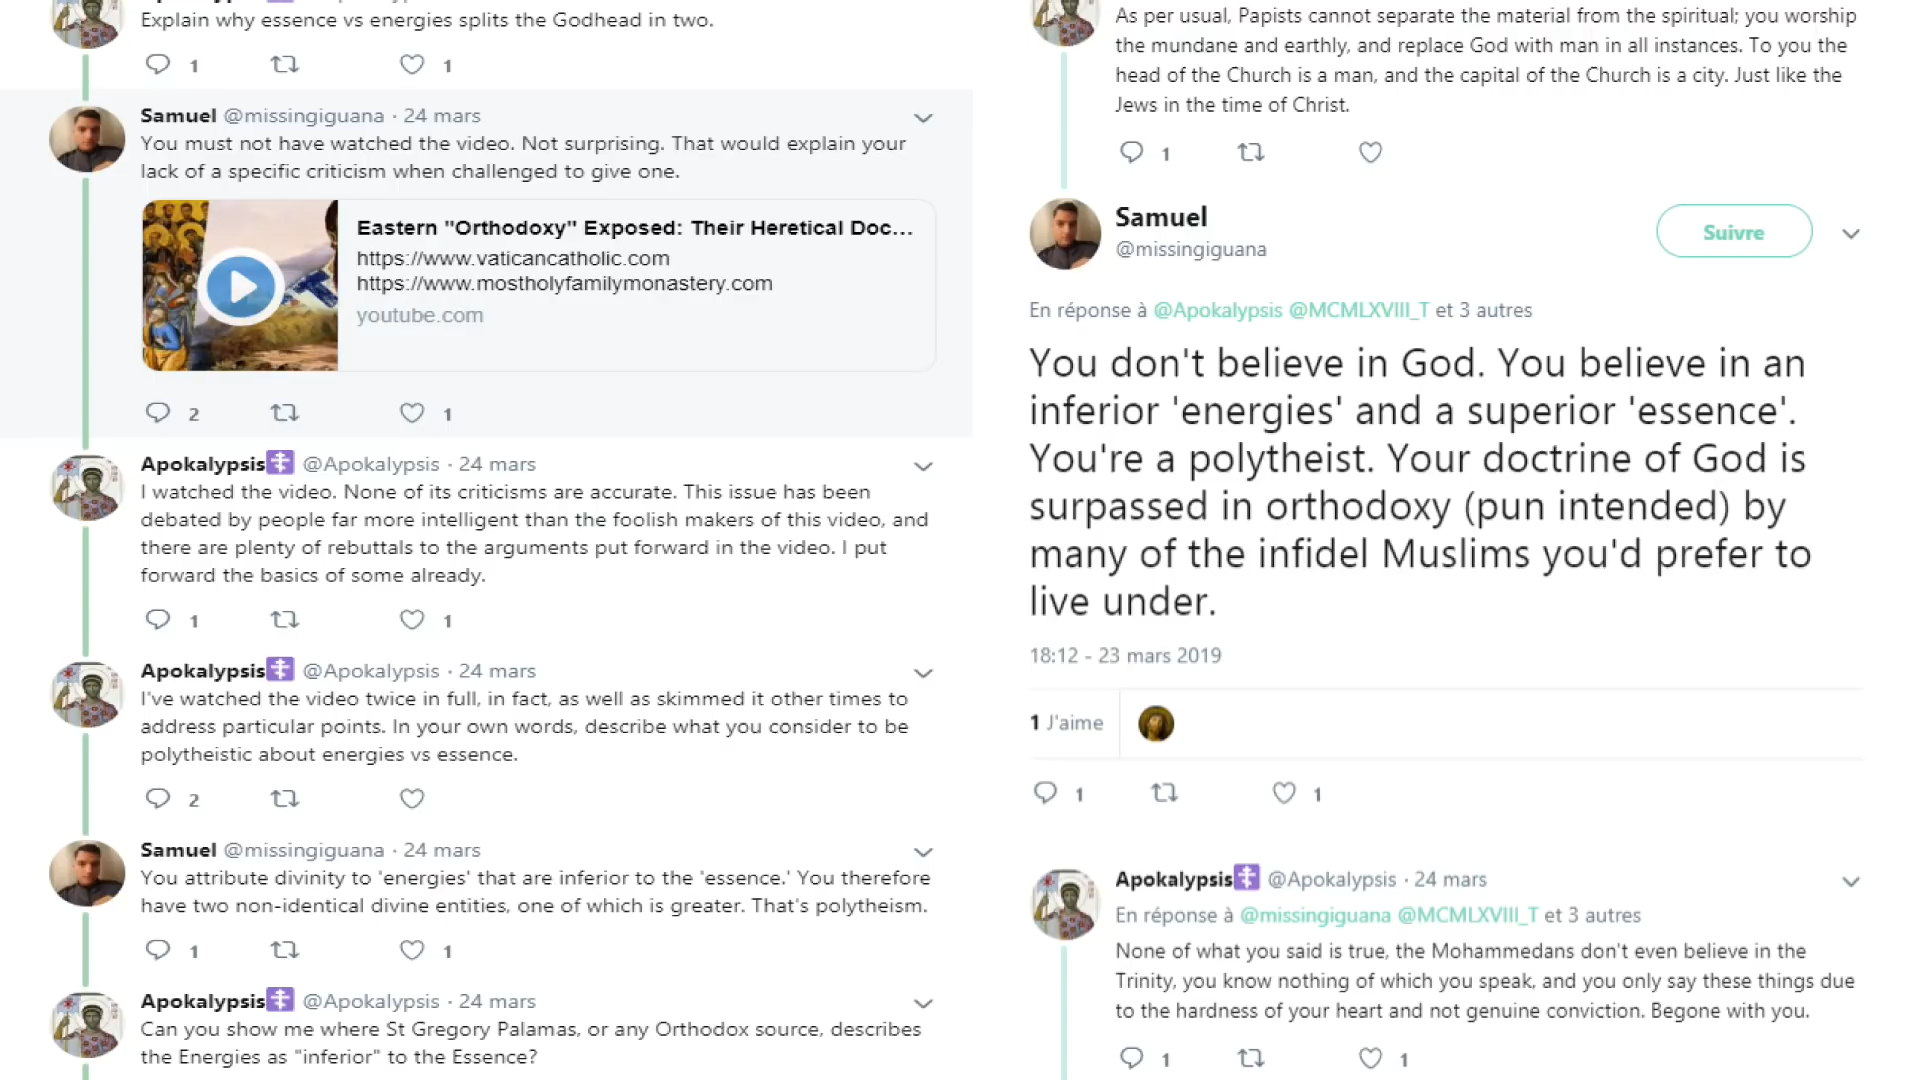 Explain why essence vs energies splits the Godhead in two.
1 1
Samuel @missingiguana · 24 mars
You must not have watched the video. Not surprising. That would explain your
lack of a specific criticism when challenged to give one.
Eastern "Orthodoxy" Exposed: Their Heretical Doc...
https://www.vaticancatholic.com
https://www.mostholyfamilymonastery.com
youtube.com
2 1
Apokalypsis☦ @Apokalypsis · 24 mars
I watched the video. None of its criticisms are accurate. This issue has been
debated by people far more intelligent than the foolish makers of this video, and
there are plenty of rebuttals to the arguments put forward in the video. I put
forward the basics of some already.
1 1
Apokalypsis☦ @Apokalypsis · 24 mars
I've watched the video twice in full, in fact, as well as skimmed it other times to
address particular points. In your own words, describe what you consider to be
polytheistic about energies vs essence.
2
Samuel @missingiguana · 24 mars
You attribute divinity to 'energies' that are inferior to the 'essence.' You therefore
have two non-identical divine entities, one of which is greater. That's polytheism.
1 1
Apokalypsis☦ @Apokalypsis · 24 mars
Can you show me where St Gregory Palamas, or any Orthodox source, describes
the Energies as "inferior" to the Essence?
As per usual, Papists cannot separate the material from the spiritual; you worship
the mundane and earthly, and replace God with man in all instances. To you the
head of the Church is a man, and the capital of the Church is a city. Just like the
Jews in the time of Christ.
1
Samuel
@missingiguana
Suivre
En réponse à @Apokalypsis @MCMLXVIII_T et 3 autres
You don't believe in God. You believe in an
inferior 'energies' and a superior 'essence'.
You're a polytheist. Your doctrine of God is
surpassed in orthodoxy (pun intended) by
many of the infidel Muslims you'd prefer to
live under.
18:12 - 23 mars 2019
1 J'aime
1 1
Apokalypsis☦ @Apokalypsis · 24 mars
En réponse à @missingiguana @MCMLXVIII_T et 3 autres
None of what you said is true, the Mohammedans don't even believe in the
Trinity, you know nothing of which you speak, and you only say these things due
to the hardness of your heart and not genuine conviction. Begone with you.
1 1